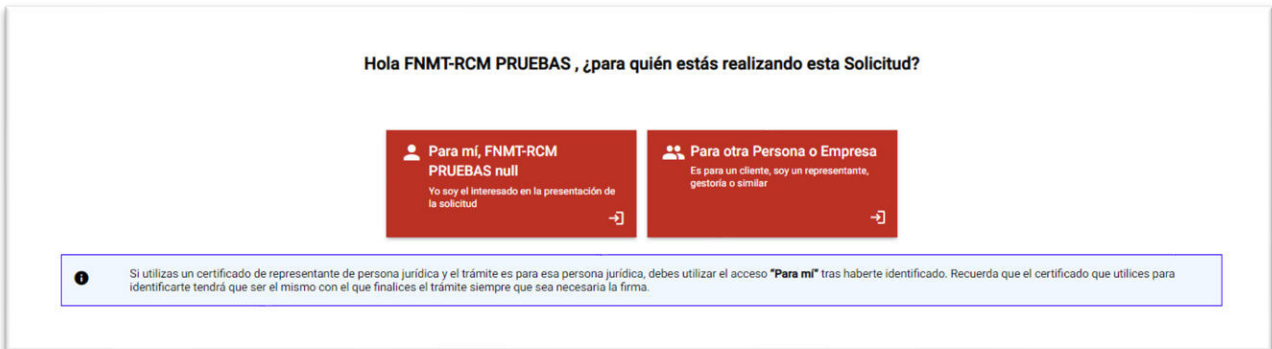 Hola FNMT-RCM PRUEBAS , ¿para quién estás realizando esta Solicitud?
Para mí, FNMT-RCM
PRUEBAS null
Yo soy el interesado en la presentación de
la solicitud
Para otra Persona o Empresa
Es para un cliente, soy un representante,
gestoría o similar
Si utilizas un certificado de representante de persona jurídica y el trámite es para esa persona jurídica, debes utilizar el acceso "Para mí" tras haberte identificado. Recuerda que el certificado que utilices para
identificarte tendrá que ser el mismo con el que finalices el trámite siempre que sea necesaria la firma.